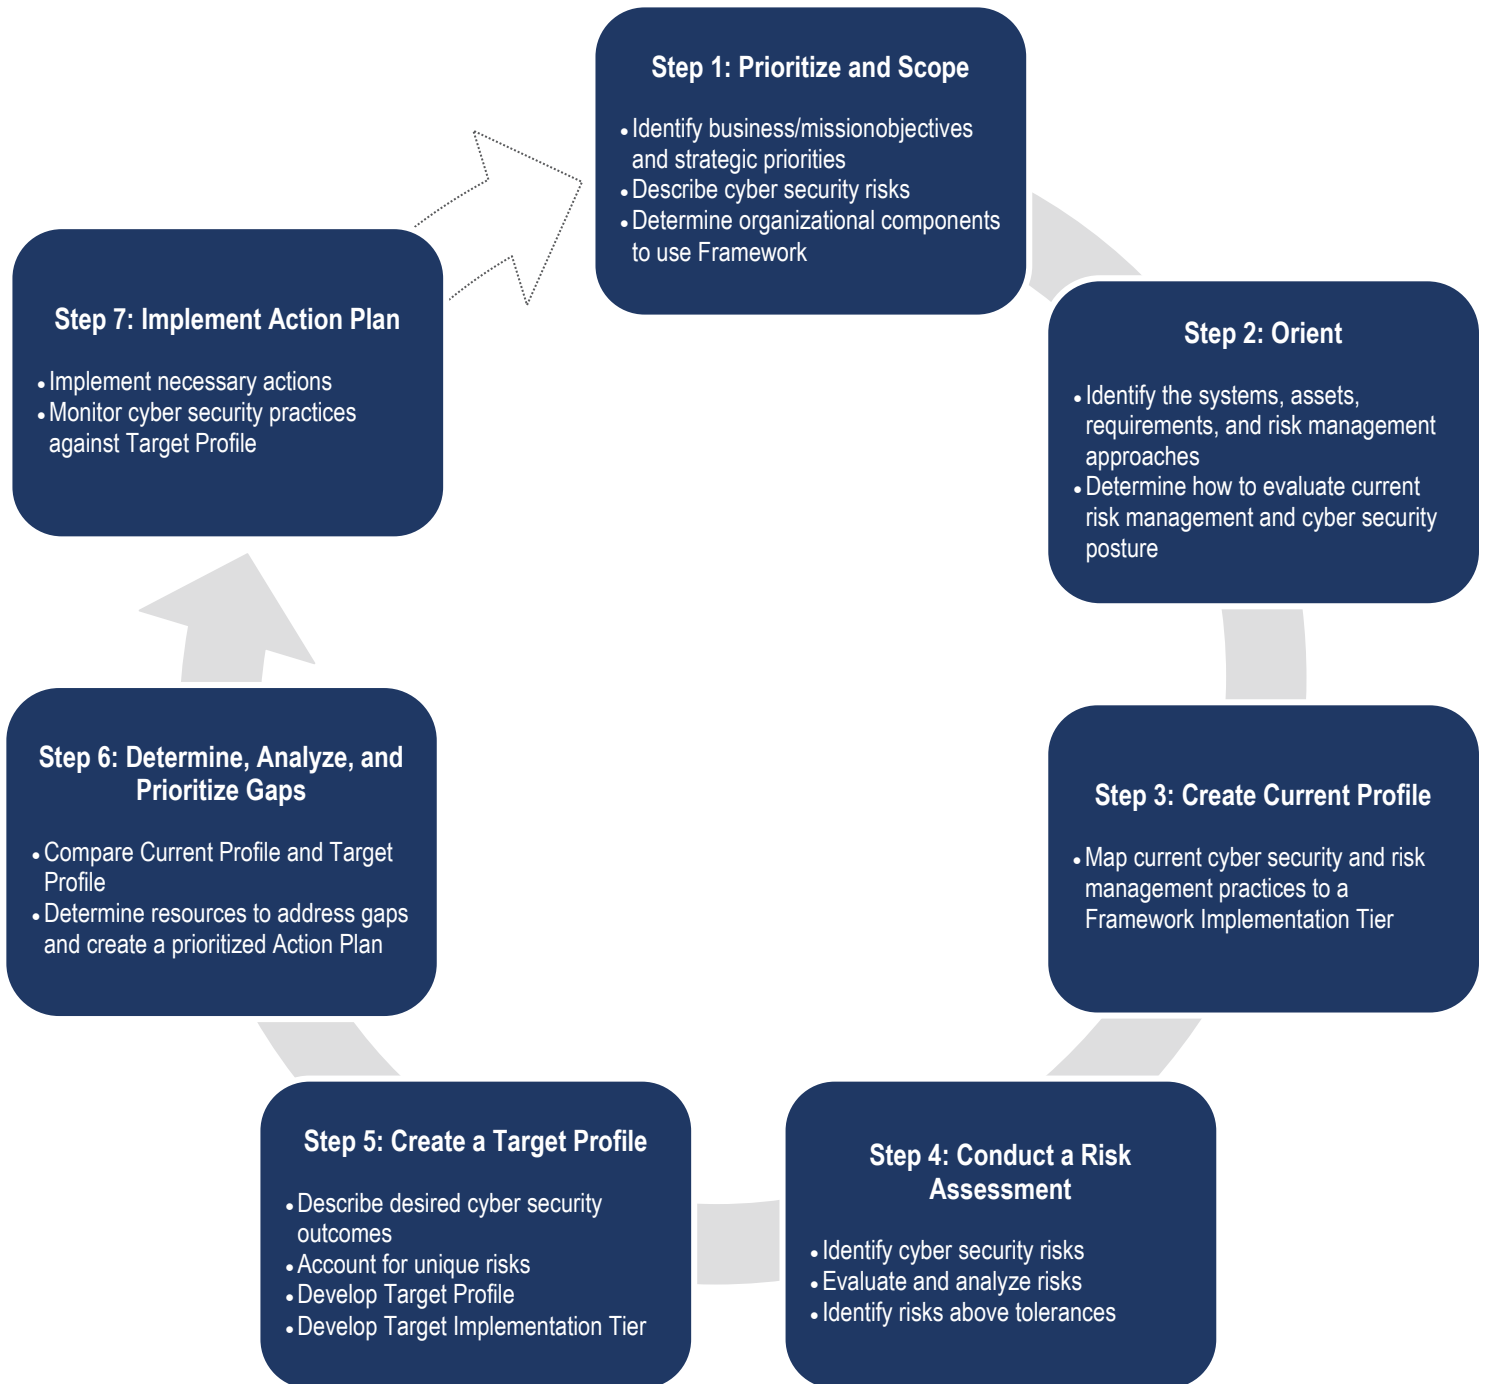 Step 1: Prioritize and Scope
• Identify business/missionobjectives
and strategic priorities
• Describe cyber security risks
• Determine organizational components
to use Framework
Step 2: Orient
• Identify the systems, assets,
requirements, and risk management
approaches
• Determine how to evaluate current
risk management and cyber security
posture
Step 3: Create Current Profile
• Map current cyber security and risk
management practices to a
Framework Implementation Tier
Step 4: Conduct a Risk
Assessment
• Identify cyber security risks
• Evaluate and analyze risks
• Identify risks above tolerances
Step 5: Create a Target Profile
• Describe desired cyber security
outcomes
• Account for unique risks
• Develop Target Profile
• Develop Target Implementation Tier
Step 6: Determine, Analyze, and
Prioritize Gaps
• Compare Current Profile and Target
Profile
• Determine resources to address gaps
and create a prioritized Action Plan
Step 7: Implement Action Plan
• Implement necessary actions
• Monitor cyber security practices
against Target Profile